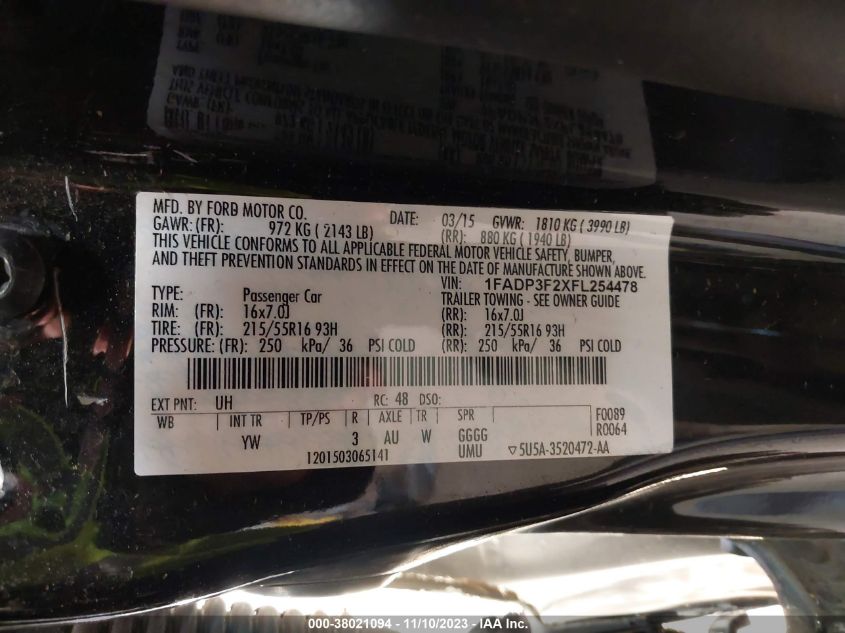 MFD. BY FORD MOTOR CO.
DATE: 03/15 GVWR: 1810 KG ( 3990 LB)
GAWR: (FR): 972 KG ( 2143 LB) (RR): 880 KG ( 1940 LB)
THIS VEHICLE CONFORMS TO ALL APPLICABLE FEDERAL MOTOR VEHICLE SAFETY, BUMPER,
AND THEFT PREVENTION STANDARDS IN EFFECT ON THE DATE OF MANUFACTURE SHOWN ABOVE.
VIN: 1FADP3F2XFL254478
TYPE: Passenger Car TRAILER TOWING - SEE OWNER GUIDE
RIM: (FR): 16x7.0J (RR): 16x7.0J
TIRE: (FR): 215/55R16 93H (RR): 215/55R16 93H
PRESSURE: (FR): 250 kPa/ 36 PSI COLD (RR): 250 kPa/ 36 PSI COLD
EXT PNT: UH RC: 48 DSO:
WB INT TR TP/PS R AXLE TR SPR F0089
YW 3 AU W GGGG R0064
1201503065141 UMU 5U5A-3520472-AA
000-38021094 - 11/10/2023 - IAA Inc.